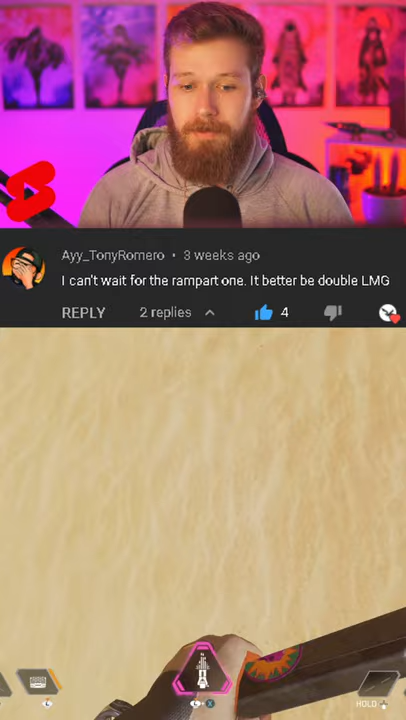 Ayy_TonyRomero • 3 weeks ago
I can't wait for the rampart one. It better be double LMG
REPLY 2 replies 4
HOLD